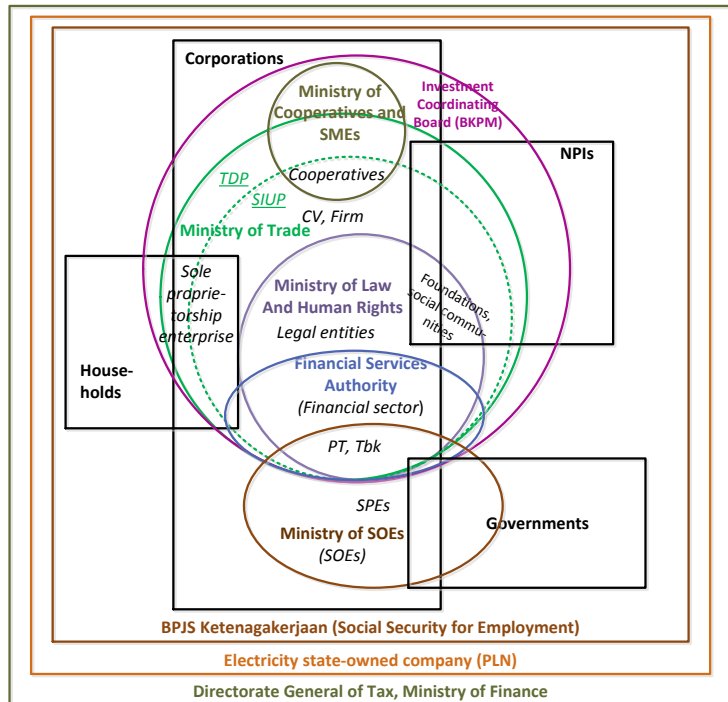 Corporations
Ministry of
Cooperatives and
SMEs
Investment
Coordinating
Board (BKPM)
NPIs
Cooperatives
TDP
SIUP
CV, Firm
Ministry of Trade
Sole
proprie-
torship
enterprise
Ministry of Law
And Human Rights
Legal entities
Foundations,
social commu-
nities
House-
holds
Financial Services
Authority
(Financial sector)
PT, Tbk
SPEs
Ministry of SOEs
(SOEs)
Governments
BPJS Ketenagakerjaan (Social Security for Employment)
Electricity state-owned company (PLN)
Directorate General of Tax, Ministry of Finance